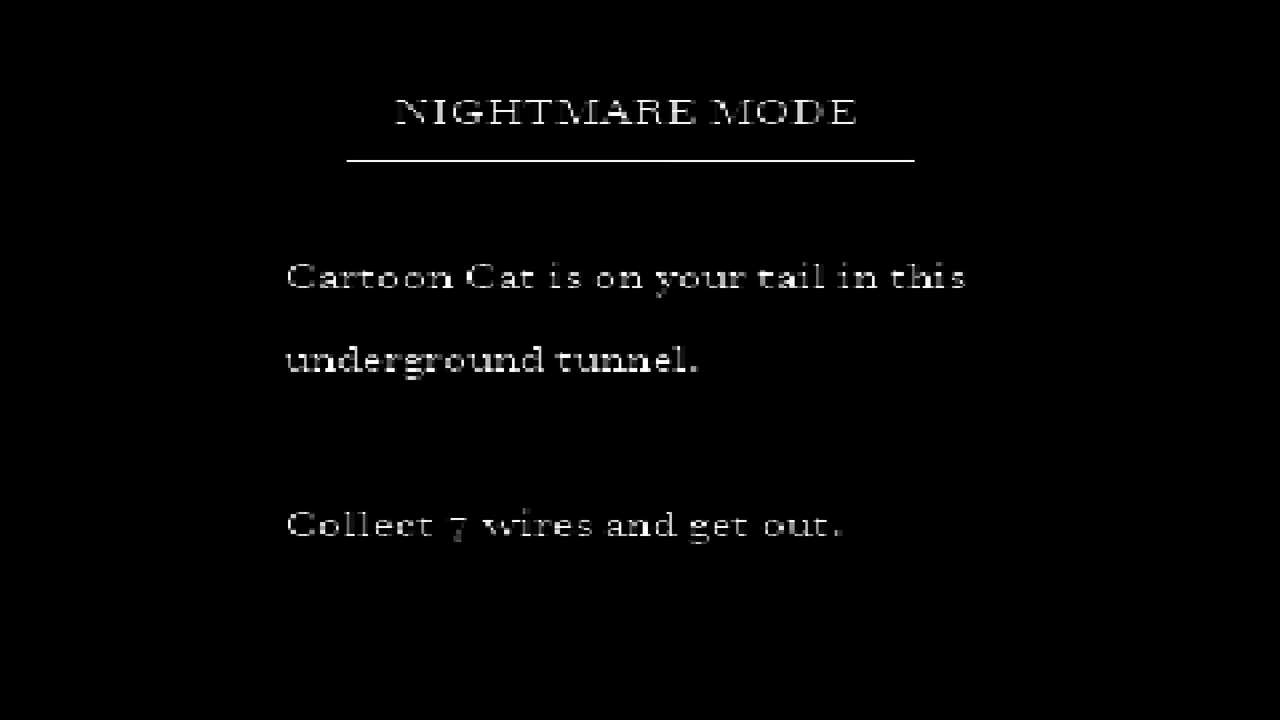 NIGHTMARE MODE
Cartoon Cat is on your tail in this
underground tunnel.
Collect 7 wires and get out.